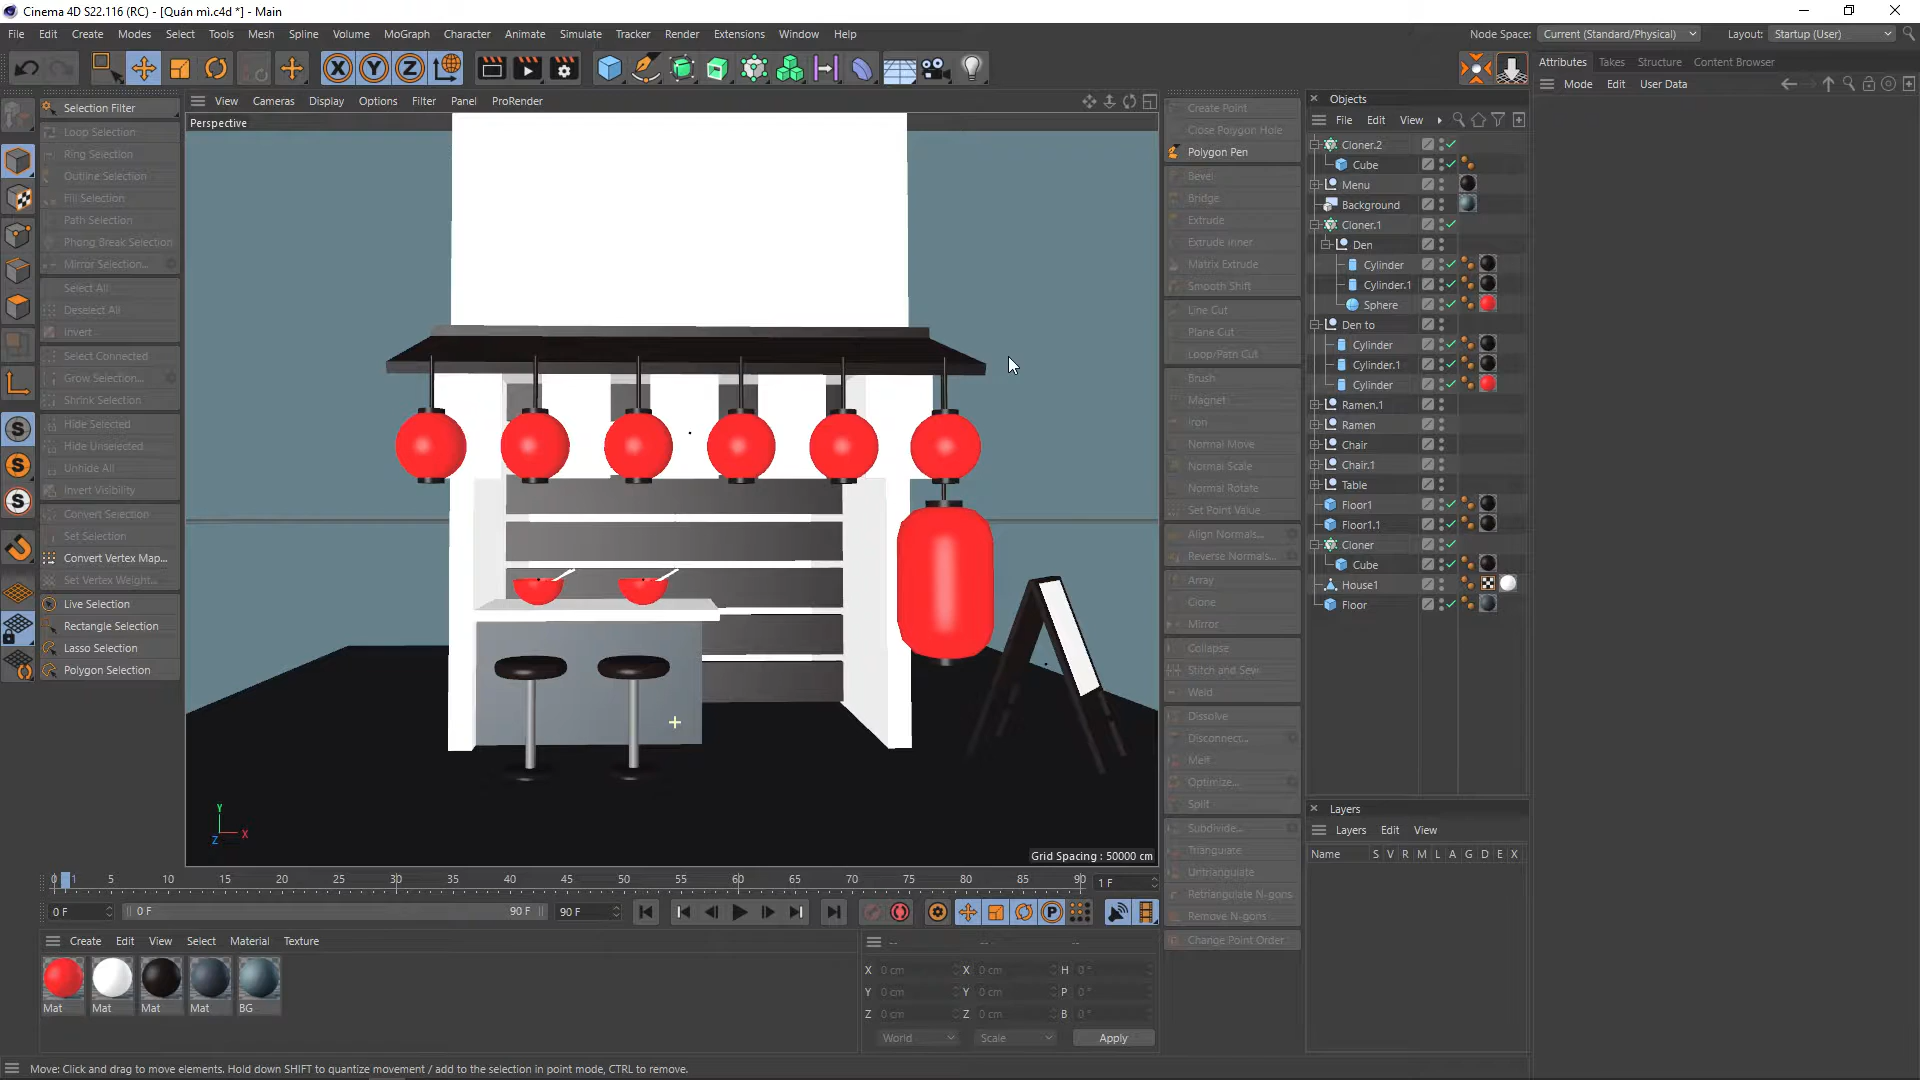 Cinema 4D S22.116 (RC) - [Quán mì.c4d *] - Main
File Edit Create Modes Select Tools Mesh Spline Volume MoGraph Character Animate Simulate Tracker Render Extensions Window Help
Node Space: Current (Standard/Physical) Layout: Startup (User)
X Y Z
Attributes Takes Structure Content Browser
Mode Edit User Data
View Cameras Display Options Filter Panel ProRender
Perspective
Selection Filter
Loop Selection
Ring Selection
Outline Selection
Fill Selection
Path Selection
Phong Break Selection
Mirror Selection...
Select All
Deselect All
Invert
Select Connected
Grow Selection...
Shrink Selection
Hide Selected
Hide Unselected
Unhide All
Invert Visibility
Convert Selection
Set Selection
Convert Vertex Map...
Set Vertex Weight...
Live Selection
Rectangle Selection
Lasso Selection
Polygon Selection
S
S
S
Y
X
Z
Grid Spacing : 50000 cm
Create Point
Close Polygon Hole
Polygon Pen
Bevel
Bridge
Extrude
Extrude Inner
Matrix Extrude
Smooth Shift
Line Cut
Plane Cut
Loop/Path Cut
Brush
Magnet
Iron
Normal Move
Normal Scale
Normal Rotate
Set Point Value
Align Normals...
Reverse Normals...
Array
Clone
Mirror
Collapse
Stitch and Sew
Weld
Dissolve
Disconnect...
Melt
Optimize...
Split
Subdivide...
Triangulate
Untriangulate
Retriangulate N-gons
Remove N-gons
Change Point Order...
Objects
File Edit View
Cloner.2
Cube
Menu
Background
Cloner.1
Den
Cylinder
Cylinder.1
Sphere
Den to
Cylinder
Cylinder.1
Cylinder
Ramen.1
Ramen
Chair
Chair.1
Table
Floor1
Floor1.1
Cloner
Cube
House1
Floor
Layers
Layers Edit View
Name S V R M L A G D E X
0 1 5 10 15 20 25 30 35 40 45 50 55 60 65 70 75 80 85 90 1 F
0 F 0 F 90 F 90 F P
Create Edit View Select Material Texture
Mat Mat Mat Mat BG
-- -- --
X 0 cm X 0 cm H 0 °
Y 0 cm Y 0 cm P 0 °
Z 0 cm Z 0 cm B 0 °
World Scale Apply
Move: Click and drag to move elements. Hold down SHIFT to quantize movement / add to the selection in point mode, CTRL to remove.